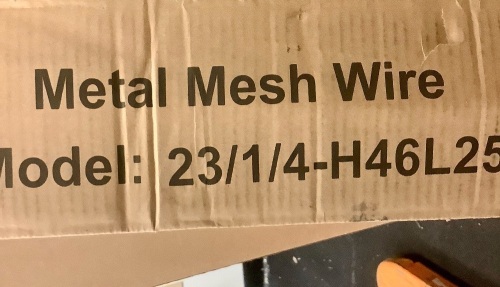 Metal Mesh Wire
Model: 23/1/4-H46L25